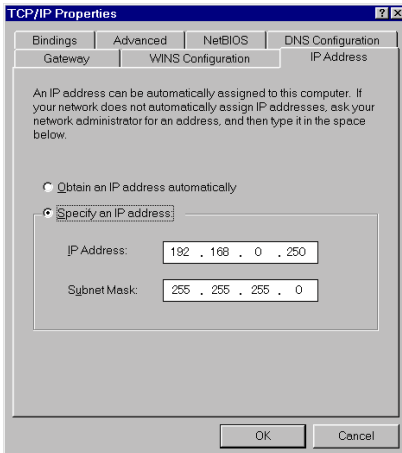 TCP/IP Properties
Bindings Advanced NetBIOS DNS Configuration
Gateway WINS Configuration IP Address
An IP address can be automatically assigned to this computer. If
your network does not automatically assign IP addresses, ask your
network administrator for an address, and then type it in the space
below.
Obtain an IP address automatically
Specify an IP address:
IP Address: 192 . 168 . 0 . 250
Subnet Mask: 255 . 255 . 255 . 0
OK Cancel